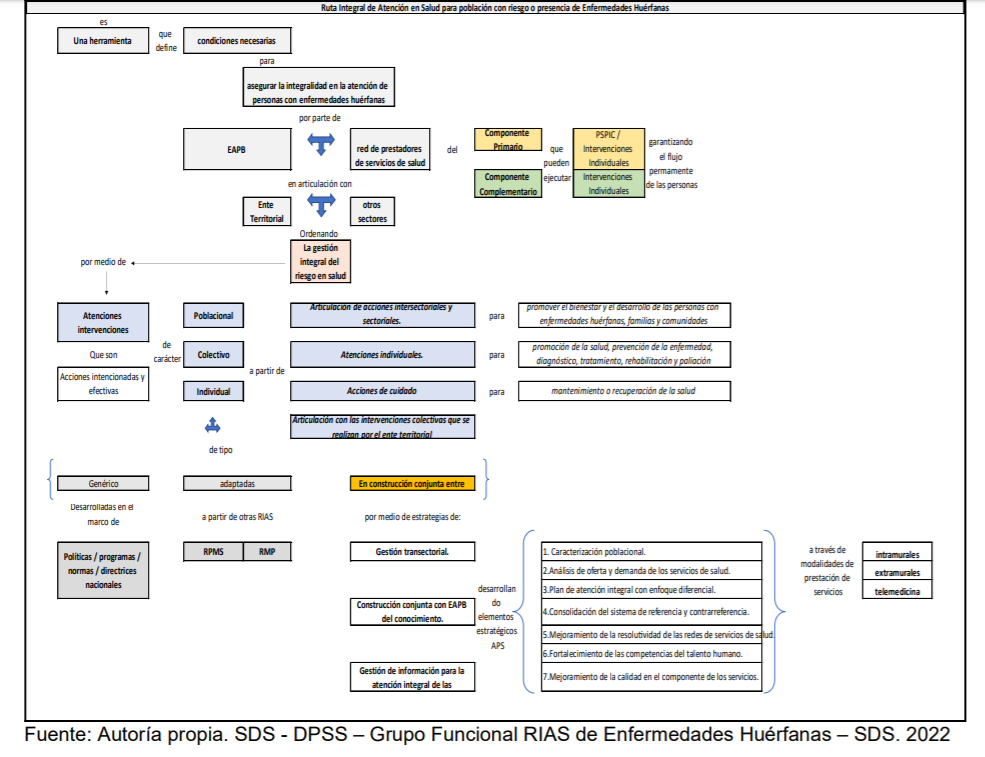 Ruta Integral de Atención en Salud para población con riesgo o presencia de Enfermedades Huérfanas
es
Una herramienta
que
define
condiciones necesarias
para
asegurar la integralidad en la atención de
personas con enfermedades huérfanas
por parte de
EAPB
red de prestadores
de servicios de salud
del
Componente
Primario
Componente
Complementario
que
pueden
ejecutar
PSPIC /
Intervenciones
Individuales
Intervenciones
Individuales
garantizando
el flujo
permamente
de las personas
en articulación con
Ente
Territorial
otros
sectores
Ordenando
La gestión
integral del
riesgo en salud
por medio de
Atenciones
intervenciones
Que son
Acciones intencionadas y
efectivas
de
carácter
Poblacional
Colectivo
Individual
a partir de
Articulación de acciones intersectoriales y
sectoriales.
para
promover el bienestar y el desarrollo de las personas con
enfermedades huérfanas, familias y comunidades
Atenciones individuales.
para
promoción de la salud, prevención de la enfermedad,
diagnóstico, tratamiento, rehabilitación y paliación
Acciones de cuidado
para
mantenimiento o recuperación de la salud
Articulación con las intervenciones colectivas que se
realizan por el ente territorial
de tipo
Genérico
adaptadas
En construcción conjunta entre
Desarrolladas en el
marco de
a partir de otras RIAS
por medio de estrategias de:
Políticas / programas /
normas / directrices
nacionales
RPMS
RMP
Gestión transectorial.
Construcción conjunta con EAPB
del conocimiento.
Gestión de información para la
atención integral de las
desarrollan
do
elementos
estratégicos
APS
1. Caracterización poblacional.
2.Análisis de oferta y demanda de los servicios de salud.
3.Plan de atención integral con enfoque diferencial.
4.Consolidación del sistema de referencia y contrarreferencia.
5.Mejoramiento de la resolutividad de las redes de servicios de salud.
6.Fortalecimiento de las competencias del talento humano.
7.Mejoramiento de la calidad en el componente de los servicios.
a través de
modalidades de
prestación de
servicios
intramurales
extramurales
telemedicina
Fuente: Autoría propia. SDS - DPSS – Grupo Funcional RIAS de Enfermedades Huérfanas – SDS. 2022